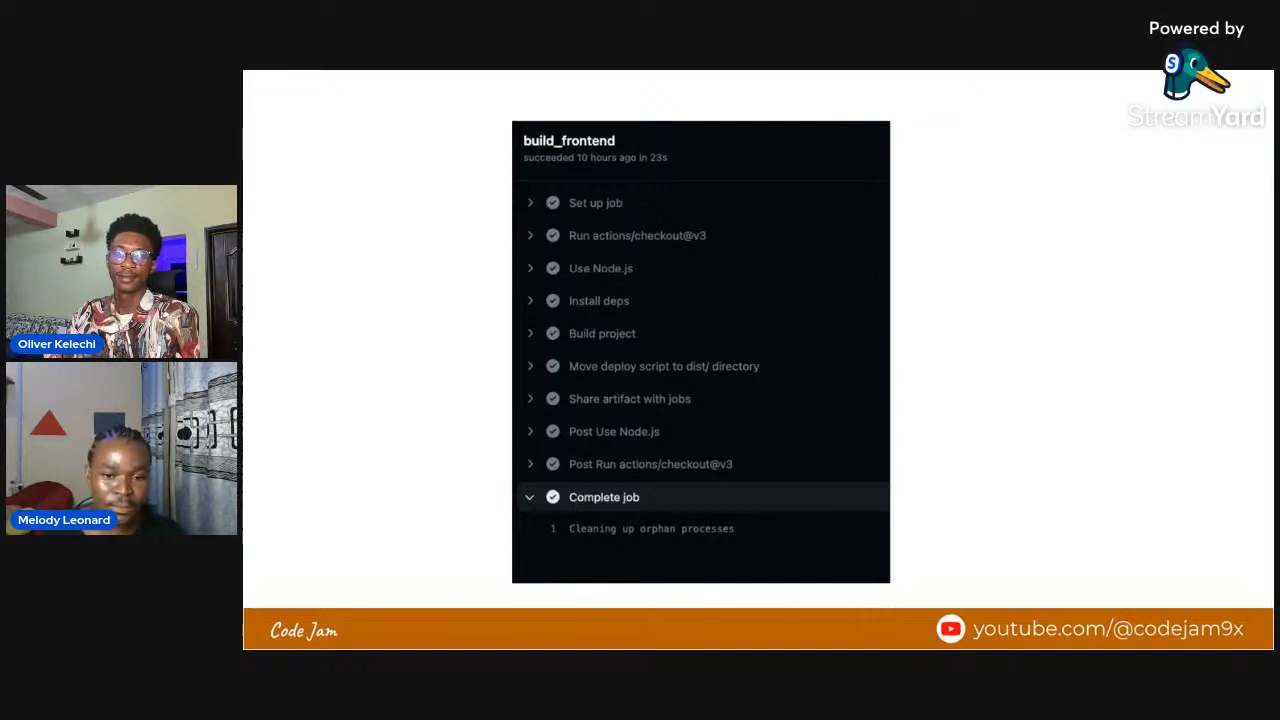 Powered by
StreamYard
build_frontend
succeeded 10 hours ago in 23s
Set up job
Run actions/checkout@v3
Use Node.js
Install deps
Build project
Move deploy script to dist/ directory
Share artifact with jobs
Post Use Node.js
Post Run actions/checkout@v3
Complete job
1 Cleaning up orphan processes
Oliver Kelechi
Melody Leonard
Code Jam
youtube.com/@codejam9x